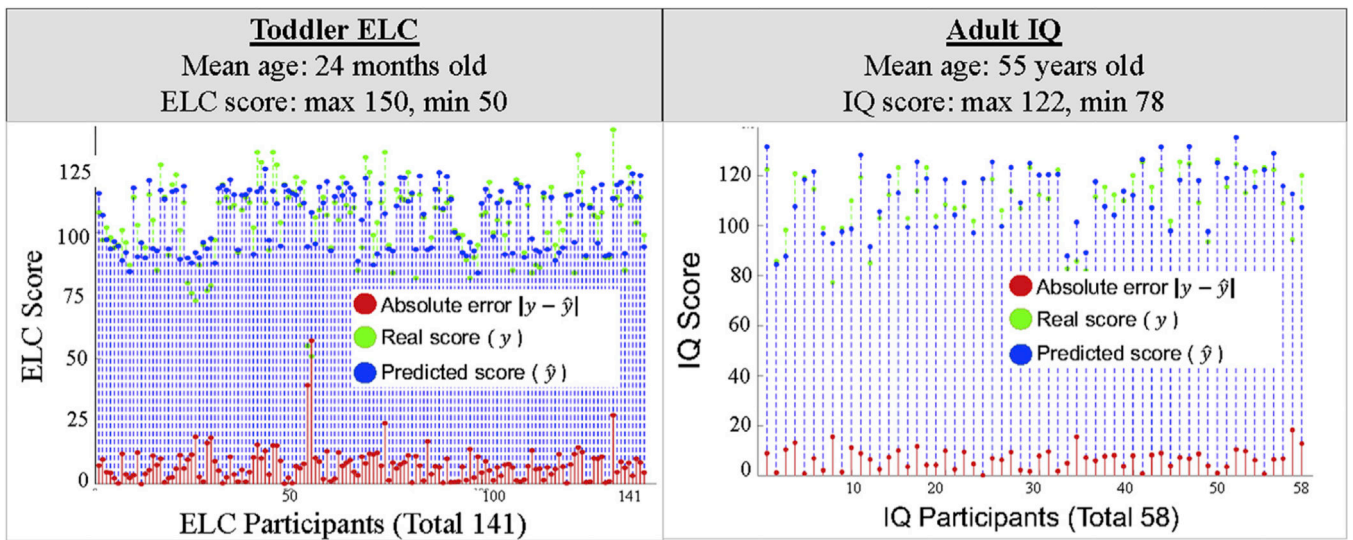 Toddler ELC
Mean age: 24 months old
ELC score: max 150, min 50
Adult IQ
Mean age: 55 years old
IQ score: max 122, min 78
ELC Score
125
100
75
50
25
0
Absolute error |y − ŷ|
Real score ( y )
Predicted score ( ŷ )
0
50
100
141
ELC Participants (Total 141)
IQ Score
120
100
80
60
40
20
0
Absolute error |y − ŷ|
Real score ( y )
Predicted score ( ŷ )
10
20
30
40
50
58
IQ Participants (Total 58)